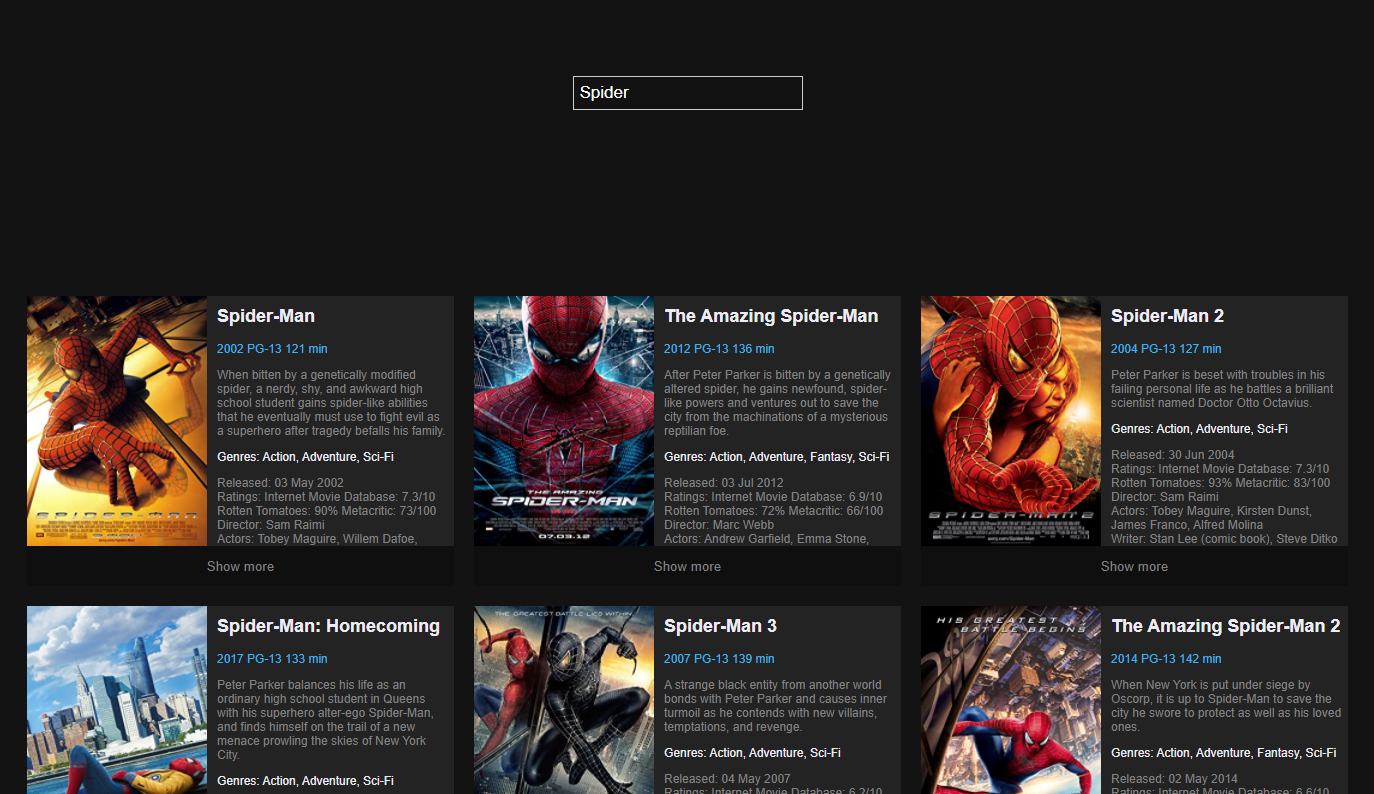 Spider
Spider-Man
2002 PG-13 121 min
When bitten by a genetically modified
spider, a nerdy, shy, and awkward high
school student gains spider-like abilities
that he eventually must use to fight evil as
a superhero after tragedy befalls his family.
Genres: Action, Adventure, Sci-Fi
Released: 03 May 2002
Ratings: Internet Movie Database: 7.3/10
Rotten Tomatoes: 90% Metacritic: 73/100
Director: Sam Raimi
Actors: Tobey Maguire, Willem Dafoe,
SPIDER-MAN
Show more
The Amazing Spider-Man
2012 PG-13 136 min
After Peter Parker is bitten by a genetically
altered spider, he gains newfound, spider-
like powers and ventures out to save the
city from the machinations of a mysterious
reptilian foe.
Genres: Action, Adventure, Fantasy, Sci-Fi
Released: 03 Jul 2012
Ratings: Internet Movie Database: 6.9/10
Rotten Tomatoes: 72% Metacritic: 66/100
Director: Marc Webb
Actors: Andrew Garfield, Emma Stone,
THE AMAZING
SPIDER-MAN
07.03.12
Show more
Spider-Man 2
2004 PG-13 127 min
Peter Parker is beset with troubles in his
failing personal life as he battles a brilliant
scientist named Doctor Otto Octavius.
Genres: Action, Adventure, Sci-Fi
Released: 30 Jun 2004
Ratings: Internet Movie Database: 7.3/10
Rotten Tomatoes: 93% Metacritic: 83/100
Director: Sam Raimi
Actors: Tobey Maguire, Kirsten Dunst,
James Franco, Alfred Molina
Writer: Stan Lee (comic book), Steve Ditko
SPIDER-MAN 2
Show more
Spider-Man: Homecoming
2017 PG-13 133 min
Peter Parker balances his life as an
ordinary high school student in Queens
with his superhero alter-ego Spider-Man,
and finds himself on the trail of a new
menace prowling the skies of New York
City.
Genres: Action, Adventure, Sci-Fi
THE GREATEST BATTLE LIES WITHIN
Spider-Man 3
2007 PG-13 139 min
A strange black entity from another world
bonds with Peter Parker and causes inner
turmoil as he contends with new villains,
temptations, and revenge.
Genres: Action, Adventure, Sci-Fi
Released: 04 May 2007
Ratings: Internet Movie Database: 6.2/10
HIS GREATEST
BATTLE BEGINS
The Amazing Spider-Man 2
2014 PG-13 142 min
When New York is put under siege by
Oscorp, it is up to Spider-Man to save the
city he swore to protect as well as his loved
ones.
Genres: Action, Adventure, Fantasy, Sci-Fi
Released: 02 May 2014
Ratings: Internet Movie Database: 6.6/10